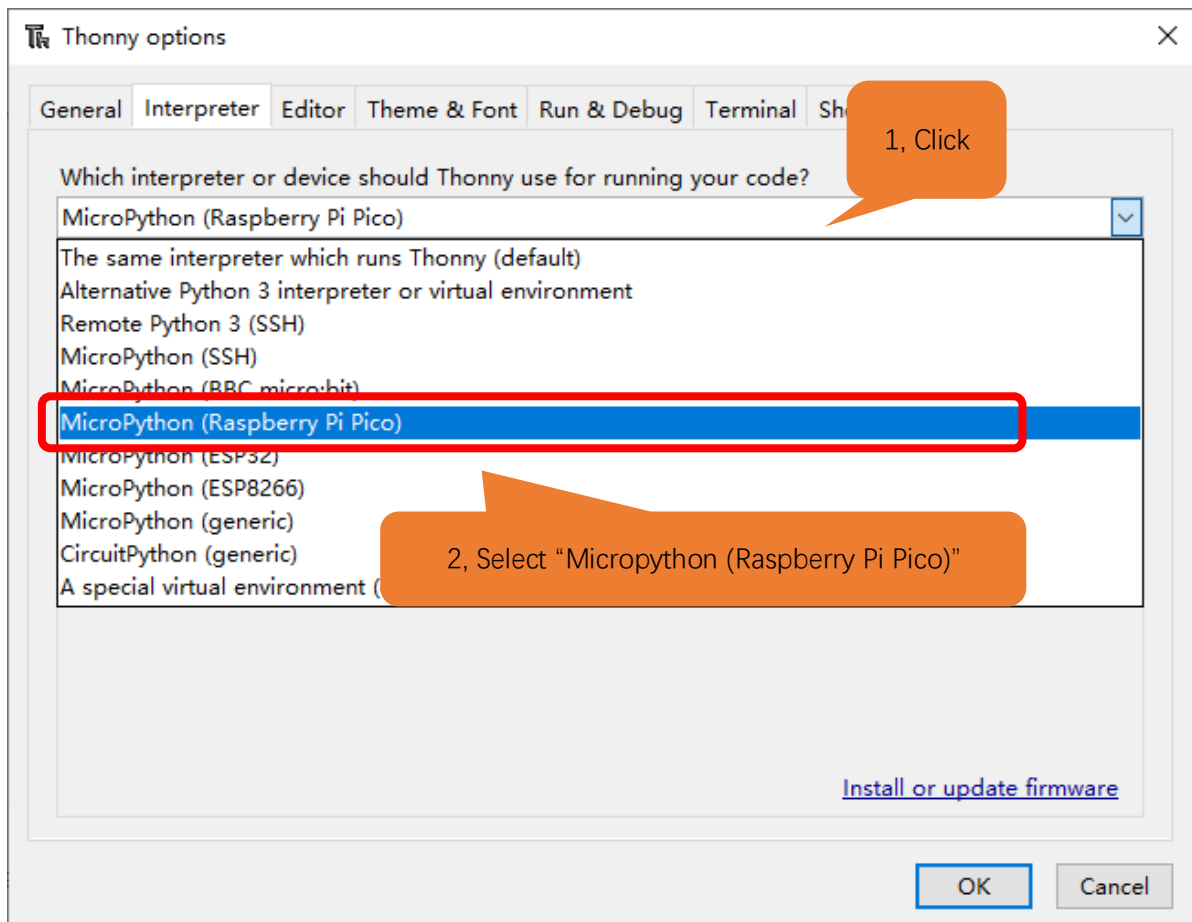 Thonny options
General Interpreter Editor Theme & Font Run & Debug Terminal
1, Click
Which interpreter or device should Thonny use for running your code?
MicroPython (Raspberry Pi Pico)
The same interpreter which runs Thonny (default)
Alternative Python 3 interpreter or virtual environment
Remote Python 3 (SSH)
MicroPython (SSH)
MicroPython (BBC micro:bit)
MicroPython (Raspberry Pi Pico)
MicroPython (ESP32)
MicroPython (ESP8266)
MicroPython (generic)
CircuitPython (generic)
2, Select “Micropython (Raspberry Pi Pico)”
A special virtual environment (
Install or update firmware
OK Cancel